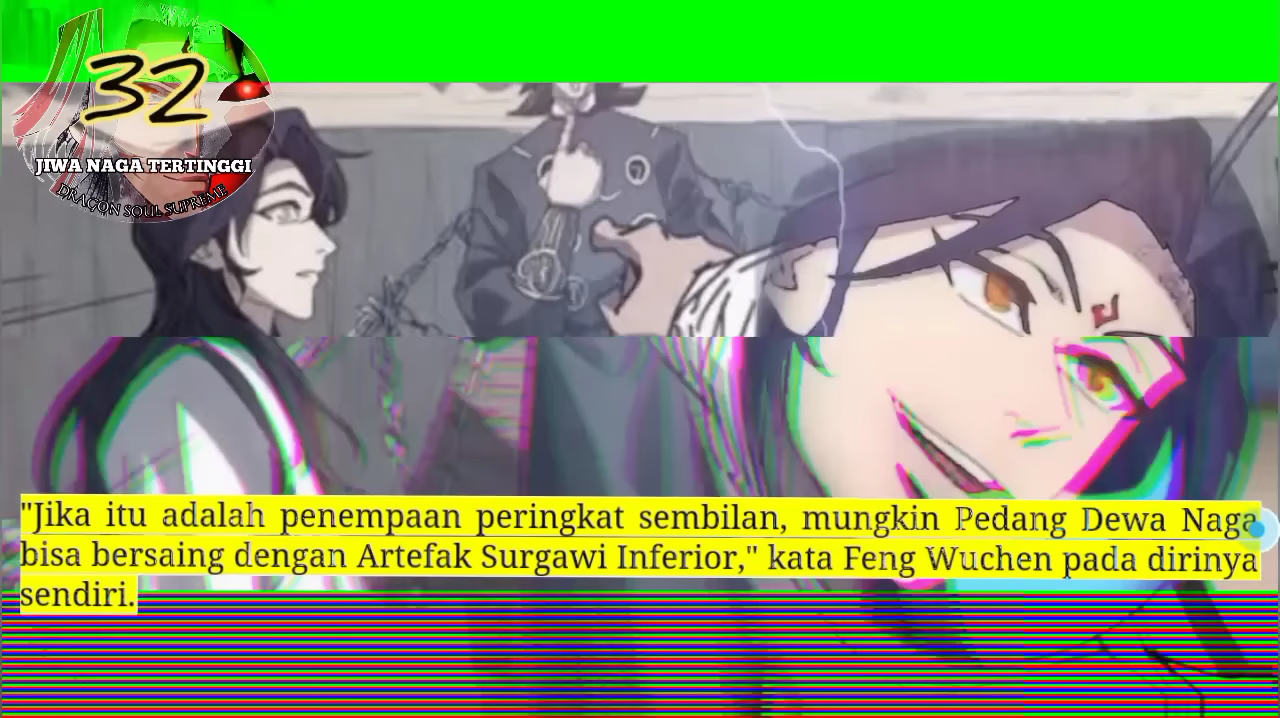 32
JIWA NAGA TERTINGGI
DRAGON SOUL SUPREME
"Jika itu adalah penempaan peringkat sembilan, mungkin Pedang Dewa Naga
bisa bersaing dengan Artefak Surgawi Inferior," kata Feng Wuchen pada dirinya
sendiri.